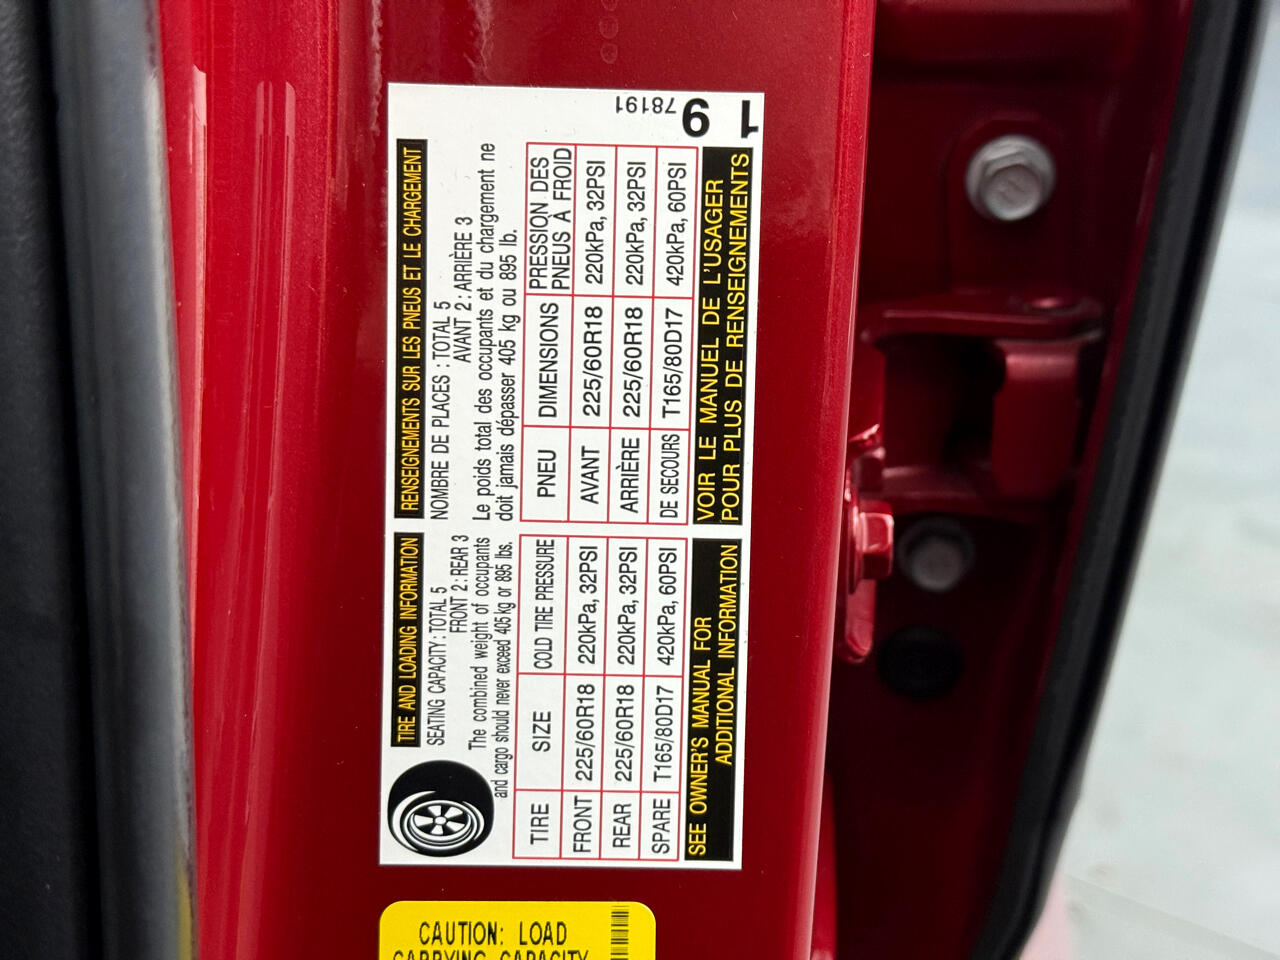 TIRE AND LOADING INFORMATION
SEATING CAPACITY : TOTAL 5
FRONT 2 : REAR 3
The combined weight of occupants
and cargo should never exceed 405 kg or 895 lbs.
TIRE SIZE COLD TIRE PRESSURE
FRONT 225/60R18 220kPa, 32PSI
REAR 225/60R18 220kPa, 32PSI
SPARE T165/80D17 420kPa, 60PSI
SEE OWNER'S MANUAL FOR
ADDITIONAL INFORMATION
RENSEIGNEMENTS SUR LES PNEUS ET LE CHARGEMENT
NOMBRE DE PLACES : TOTAL 5
AVANT 2 : ARRIÈRE 3
Le poids total des occupants et du chargement ne
doit jamais dépasser 405 kg ou 895 lb.
PNEU DIMENSIONS PRESSION DES
PNEUS À FROID
AVANT 225/60R18 220kPa, 32PSI
ARRIÈRE 225/60R18 220kPa, 32PSI
DE SECOURS T165/80D17 420kPa, 60PSI
VOIR LE MANUEL DE L'USAGER
POUR PLUS DE RENSEIGNEMENTS
78191
9
1
CAUTION: LOAD
CARRYING CAPACITY